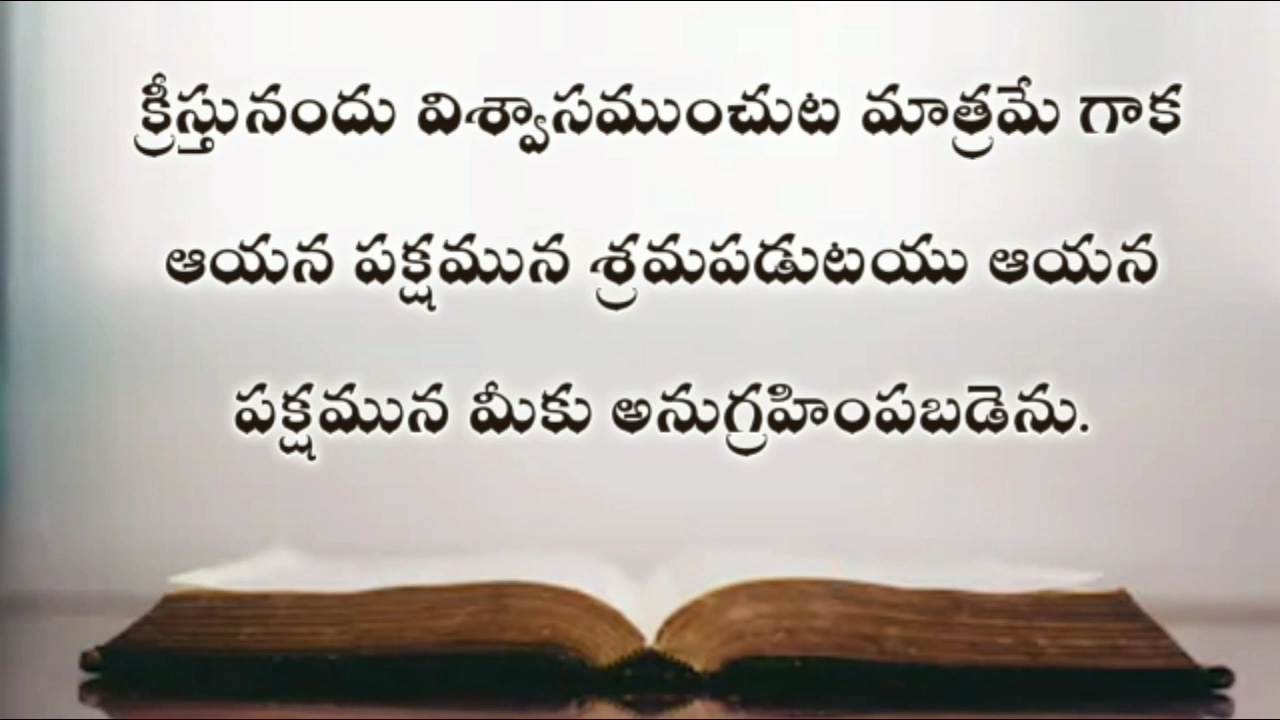 క్రీస్తునందు విశ్వాసముంచుట మాత్రమే గాక
ఆయన పక్షమున శ్రమపడుటయు ఆయన
పక్షమున మీకు అనుగ్రహింపబడెను.